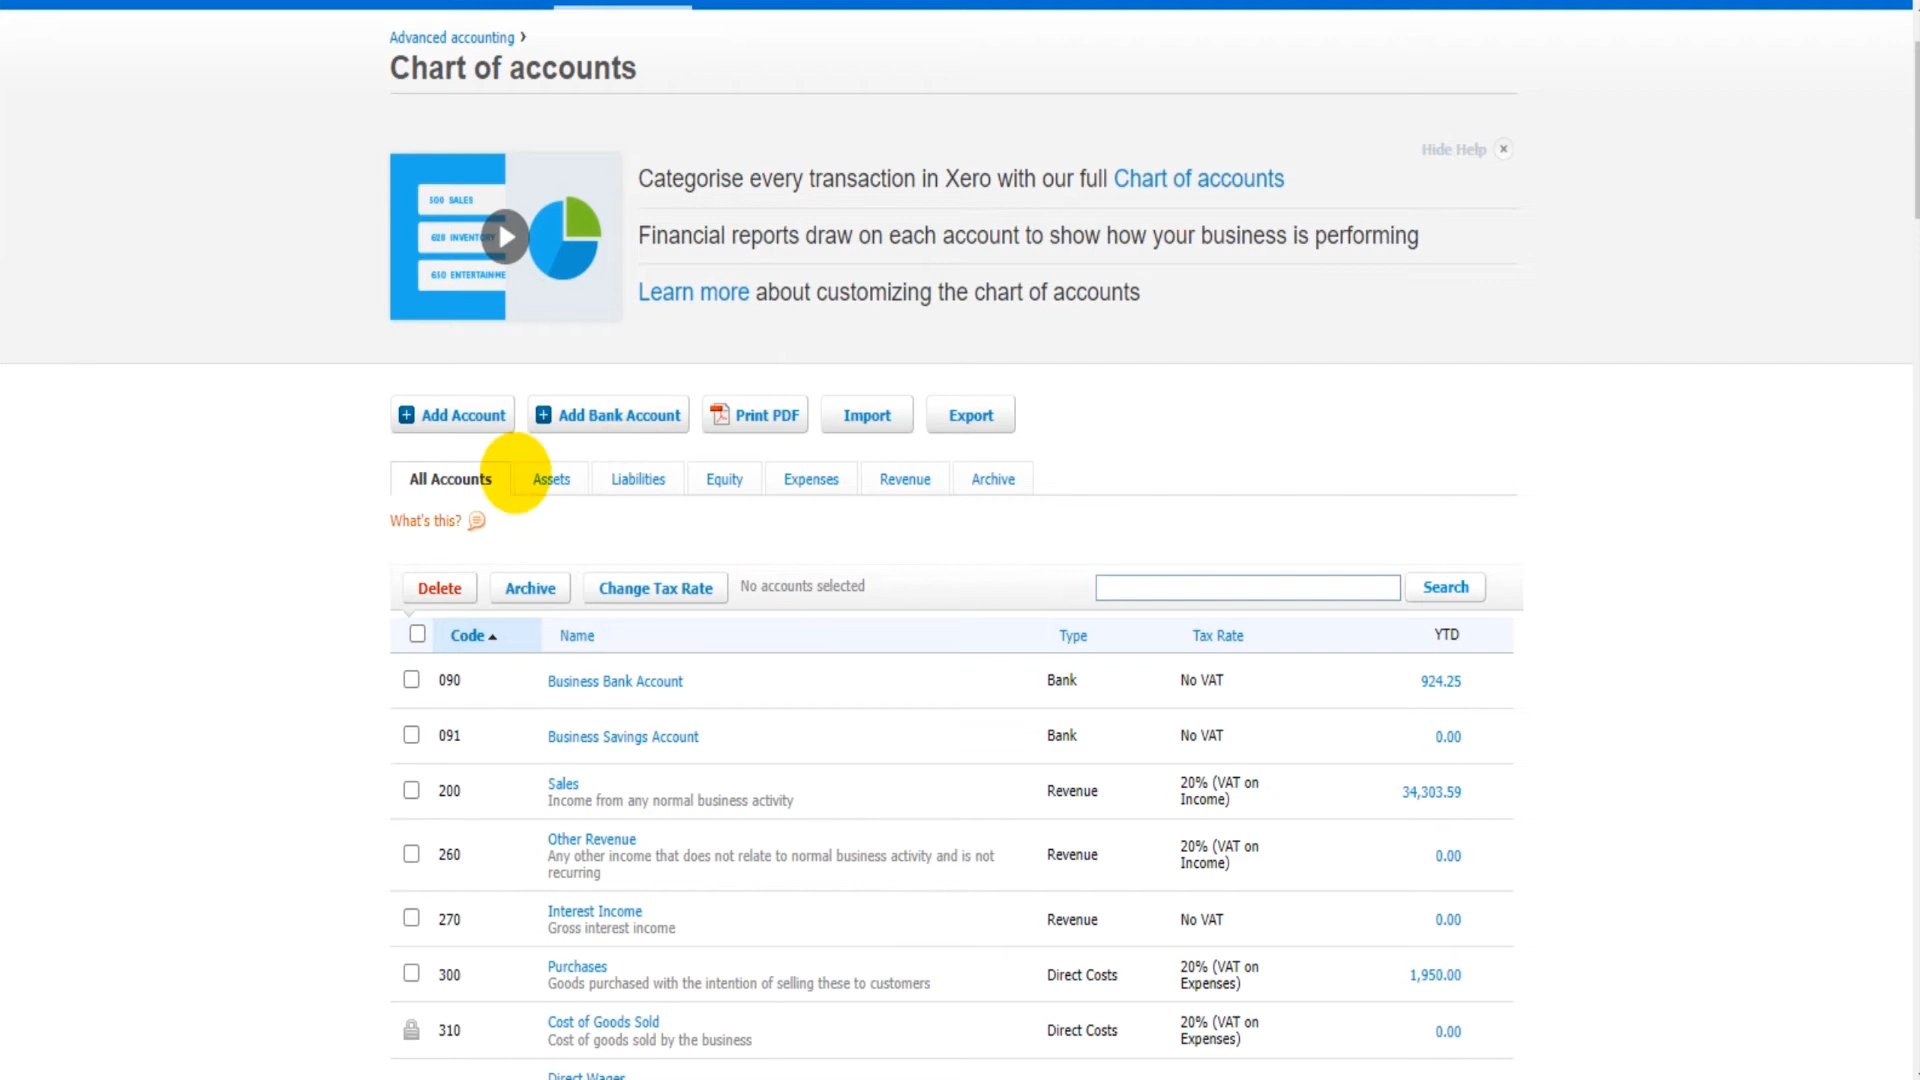 Advanced accounting ›
Chart of accounts
Hide Help ×
500 SALES
628 INVENTORY
650 ENTERTAINME
Categorise every transaction in Xero with our full Chart of accounts
Financial reports draw on each account to show how your business is performing
Learn more about customizing the chart of accounts
Add Account Add Bank Account Print PDF Import Export
All Accounts Assets Liabilities Equity Expenses Revenue Archive
What's this?
Delete Archive Change Tax Rate No accounts selected Search
Code Name Type Tax Rate YTD
090 Business Bank Account Bank No VAT 924.25
091 Business Savings Account Bank No VAT 0.00
200 Sales Revenue 20% (VAT on Income) 34,303.59
Income from any normal business activity
260 Other Revenue Revenue 20% (VAT on Income) 0.00
Any other income that does not relate to normal business activity and is not
recurring
270 Interest Income Revenue No VAT 0.00
Gross interest income
300 Purchases Direct Costs 20% (VAT on Expenses) 1,950.00
Goods purchased with the intention of selling these to customers
310 Cost of Goods Sold Direct Costs 20% (VAT on Expenses) 0.00
Cost of goods sold by the business
Direct Wages